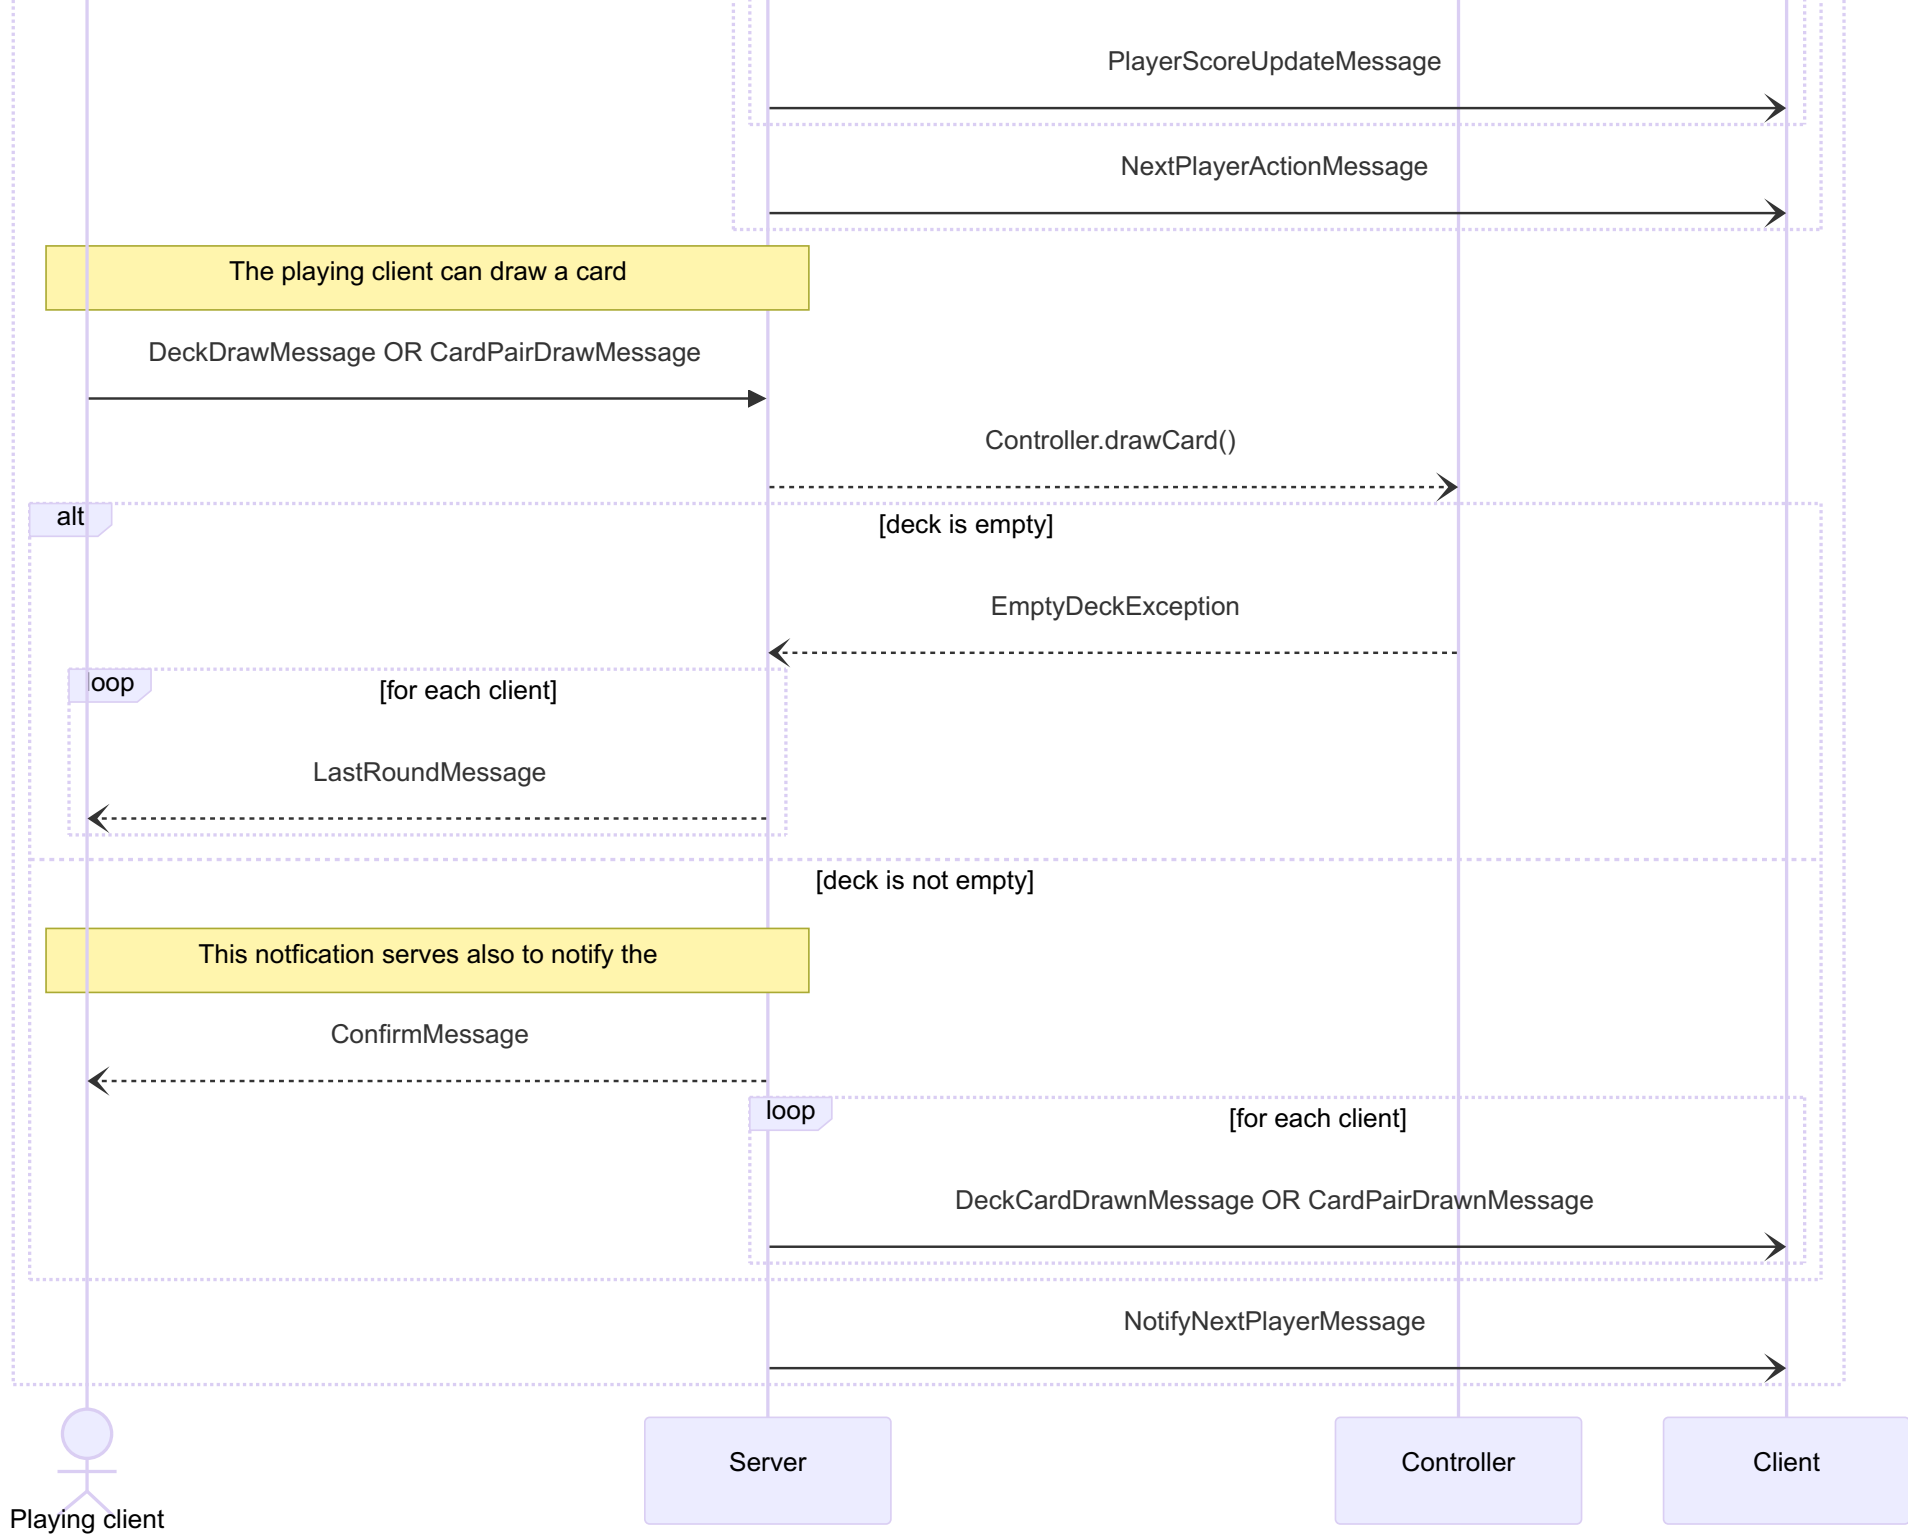 PlayerScoreUpdateMessage
NextPlayerActionMessage
The playing client can draw a card
DeckDrawMessage OR CardPairDrawMessage
Controller.drawCard()
alt
[deck is empty]
EmptyDeckException
loop
[for each client]
LastRoundMessage
[deck is not empty]
This notfication serves also to notify the
ConfirmMessage
loop
[for each client]
DeckCardDrawnMessage OR CardPairDrawnMessage
NotifyNextPlayerMessage
Server
Controller
Client
Playing client